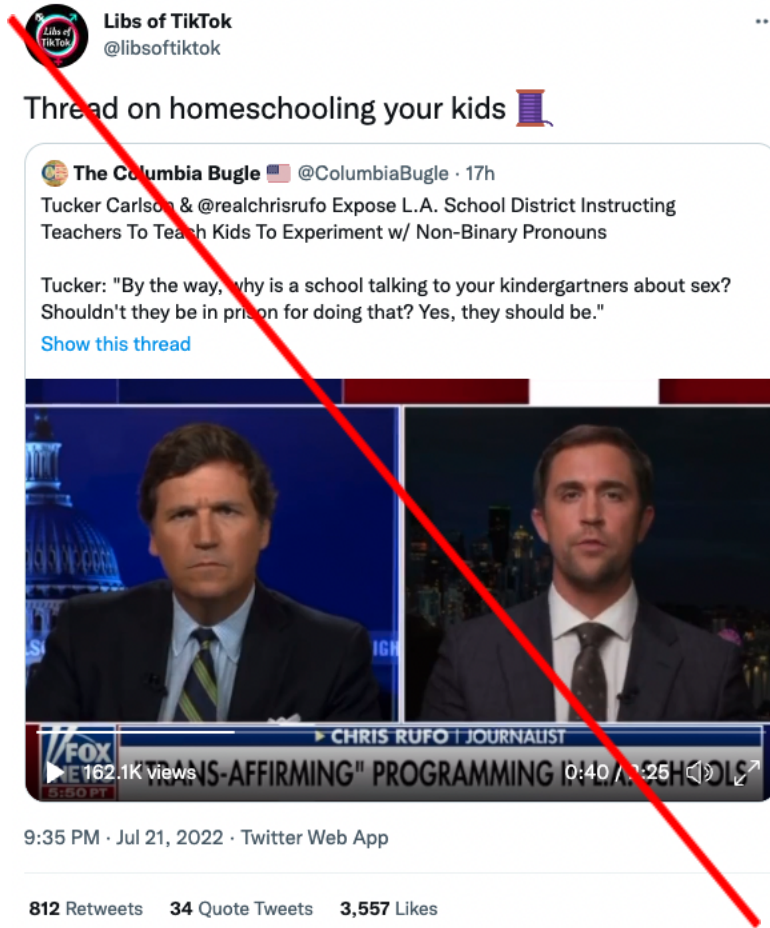 Libs of TikTok
Libs of TikTok
@libsoftiktok
Thread on homeschooling your kids
The Columbia Bugle @ColumbiaBugle · 17h
Tucker Carlson & @realchrisrufo Expose L.A. School District Instructing
Teachers To Teach Kids To Experiment w/ Non-Binary Pronouns
Tucker: "By the way, why is a school talking to your kindergartners about sex?
Shouldn't they be in prison for doing that? Yes, they should be."
Show this thread
CHRIS RUFO | JOURNALIST
FOX
NEWS
"TRANS-AFFIRMING" PROGRAMMING IN L.A. SCHOOLS
162.1K views
0:40 /
:25
5:50 PT
9:35 PM · Jul 21, 2022 · Twitter Web App
812 Retweets 34 Quote Tweets 3,557 Likes